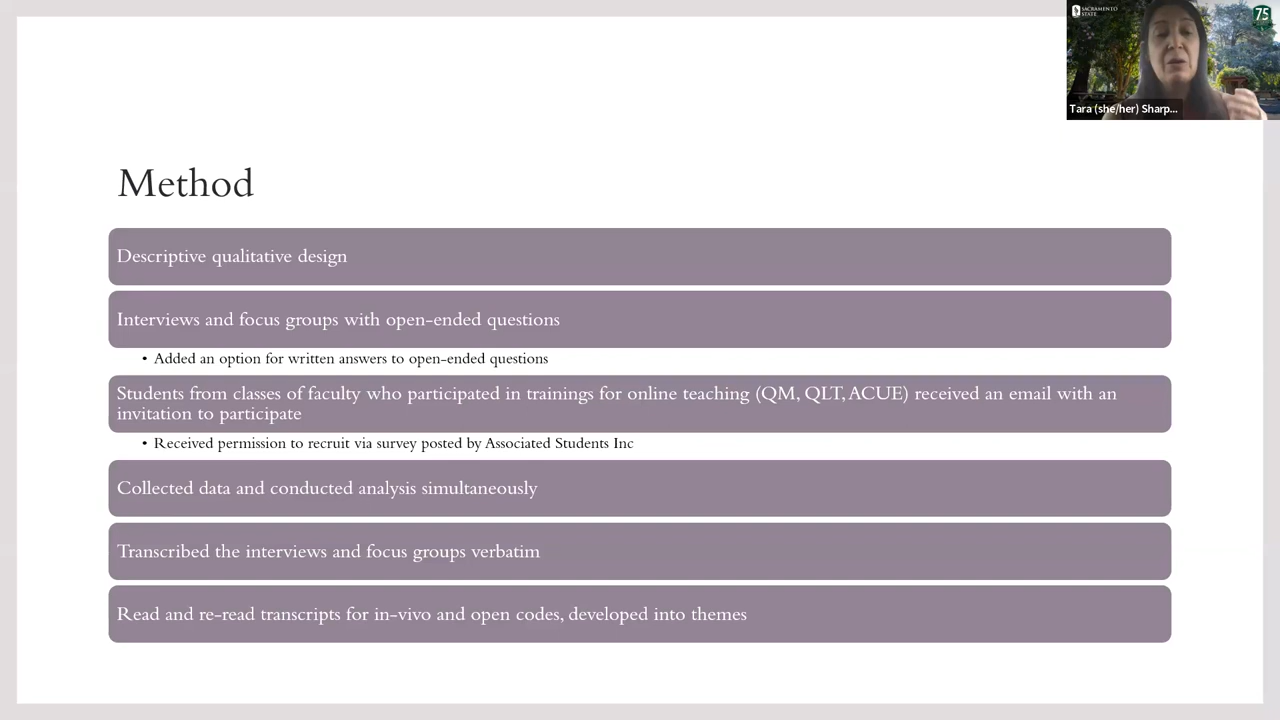 SACRAMENTO
STATE
75
Tara (she/her) Sharp...
Method
Descriptive qualitative design
Interviews and focus groups with open-ended questions
• Added an option for written answers to open-ended questions
Students from classes of faculty who participated in trainings for online teaching (QM, QLT, ACUE) received an email with an
invitation to participate
• Received permission to recruit via survey posted by Associated Students Inc
Collected data and conducted analysis simultaneously
Transcribed the interviews and focus groups verbatim
Read and re-read transcripts for in-vivo and open codes, developed into themes